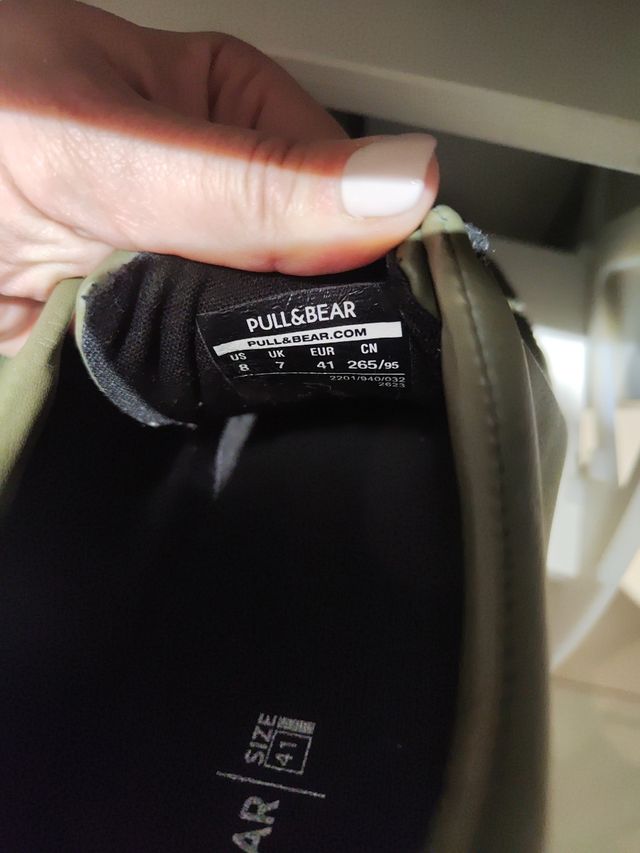 PULL&BEAR
PULL&BEAR.COM
US UK EUR CN
8 7 41 265/95
2201/940/032
2623
SIZE
41
AR